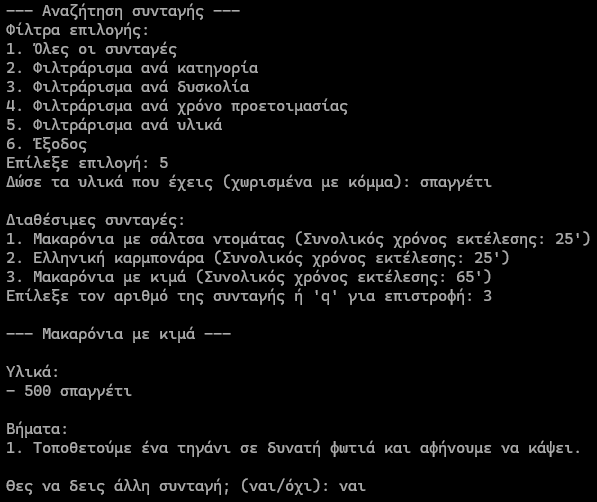 --- Αναζήτηση συνταγής ---
Φίλτρα επιλογής:
1. Όλες οι συνταγές
2. Φιλτράρισμα ανά κατηγορία
3. Φιλτράρισμα ανά δυσκολία
4. Φιλτράρισμα ανά χρόνο προετοιμασίας
5. Φιλτράρισμα ανά υλικά
6. Έξοδος
Επίλεξε επιλογή: 5
Δώσε τα υλικά που έχεις (χωρισμένα με κόμμα): σπαγγέτι
Διαθέσιμες συνταγές:
1. Μακαρόνια με σάλτσα ντομάτας (Συνολικός χρόνος εκτέλεσης: 25')
2. Ελληνική καρμπονάρα (Συνολικός χρόνος εκτέλεσης: 25')
3. Μακαρόνια με κιμά (Συνολικός χρόνος εκτέλεσης: 65')
Επίλεξε τον αριθμό της συνταγής ή 'q' για επιστροφή: 3
--- Μακαρόνια με κιμά ---
Υλικά:
- 500 σπαγγέτι
Βήματα:
1. Τοποθετούμε ένα τηγάνι σε δυνατή φωτιά και αφήνουμε να κάψει.
Θες να δεις άλλη συνταγή; (ναι/όχι): ναι